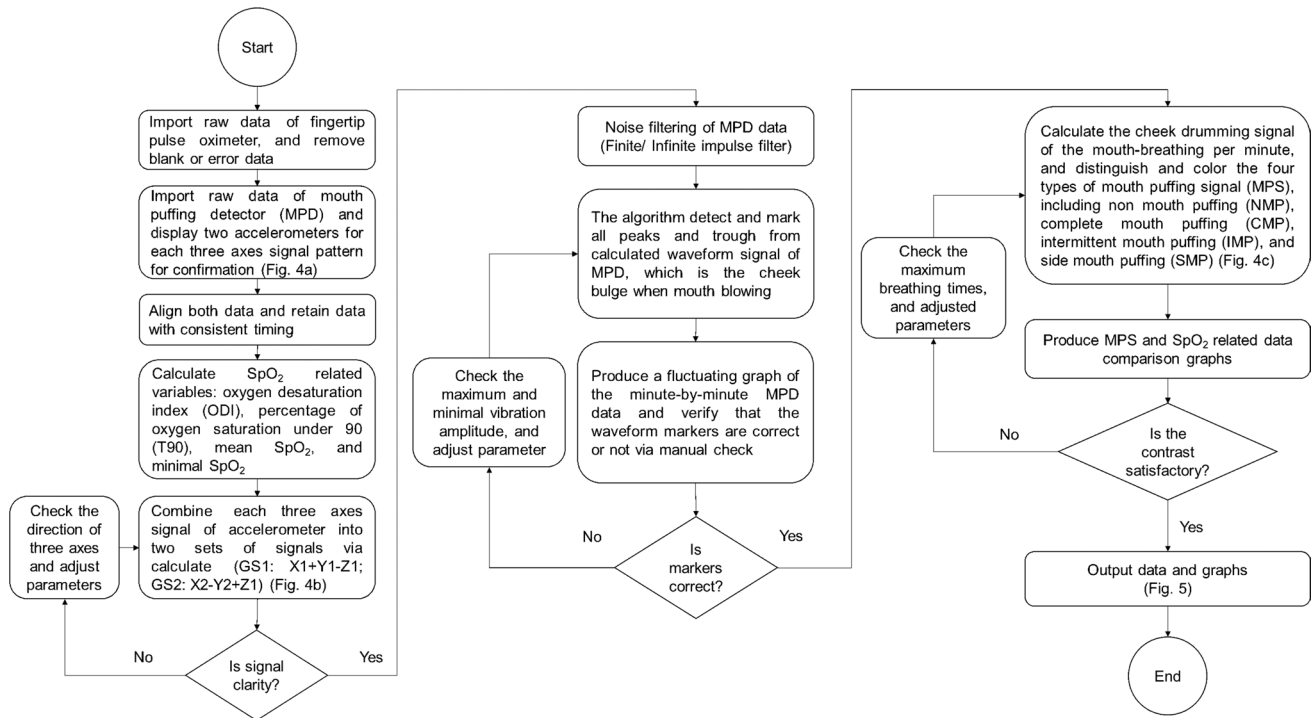 Start
Import raw data of fingertip
pulse oximeter, and remove
blank or error data
Import raw data of mouth
puffing detector (MPD) and
display two accelerometers for
each three axes signal pattern
for confirmation (Fig. 4a)
Align both data and retain data
with consistent timing
Calculate SpO₂ related
variables: oxygen desaturation
index (ODI), percentage of
oxygen saturation under 90
(T90), mean SpO₂, and
minimal SpO₂
Check the
direction of
three axes
and adjust
parameters
Combine each three axes
signal of accelerometer into
two sets of signals via
calculate (GS1: X1+Y1-Z1;
GS2: X2-Y2+Z1) (Fig. 4b)
No
Is signal
clarity?
Yes
Noise filtering of MPD data
(Finite/ Infinite impulse filter)
The algorithm detect and mark
all peaks and trough from
calculated waveform signal of
MPD, which is the cheek
bulge when mouth blowing
Check the
maximum and
minimal vibration
amplitude, and
adjust parameter
Produce a fluctuating graph of
the minute-by-minute MPD
data and verify that the
waveform markers are correct
or not via manual check
No
Is
markers
correct?
Yes
Calculate the cheek drumming signal
of the mouth-breathing per minute,
and distinguish and color the four
types of mouth puffing signal (MPS),
including non mouth puffing (NMP),
complete mouth puffing (CMP),
intermittent mouth puffing (IMP), and
side mouth puffing (SMP) (Fig. 4c)
Check the
maximum
breathing times,
and adjusted
parameters
Produce MPS and SpO₂ related data
comparison graphs
No
Is the
contrast
satisfactory?
Yes
Output data and graphs
(Fig. 5)
End